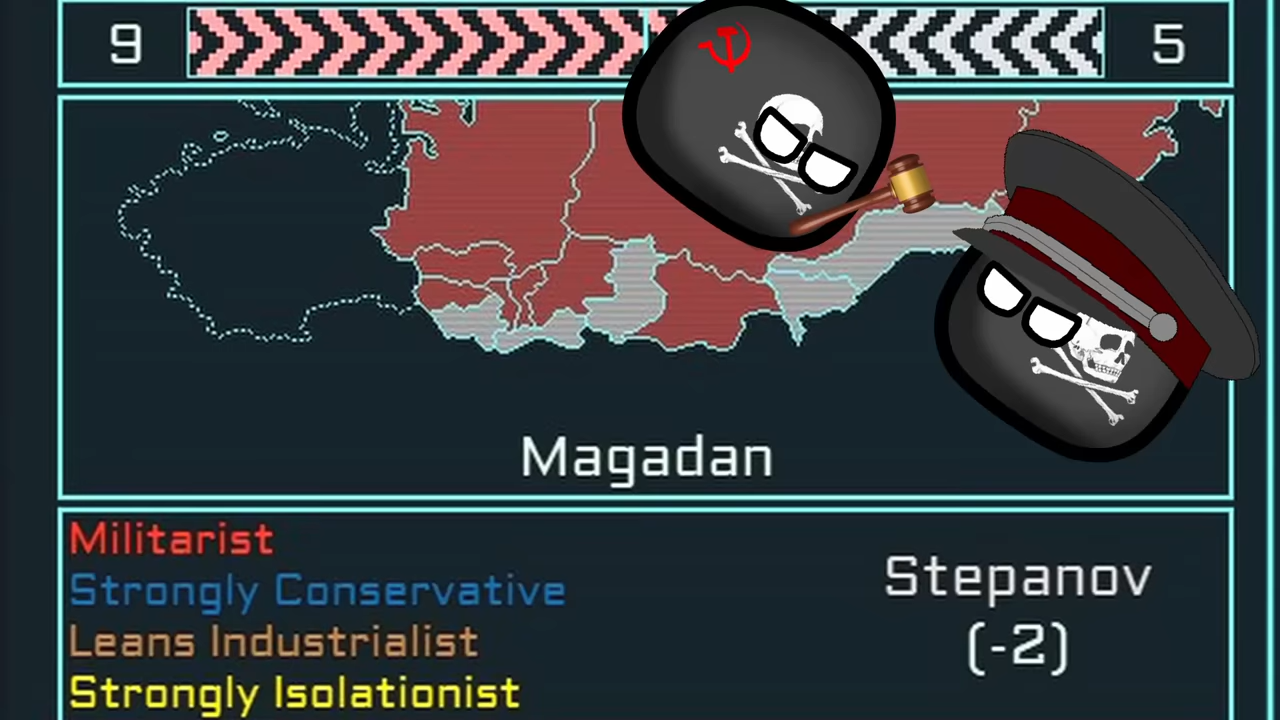 9
5
Magadan
Militarist
Strongly Conservative
Leans Industrialist
Strongly Isolationist
Stepanov
(-2)